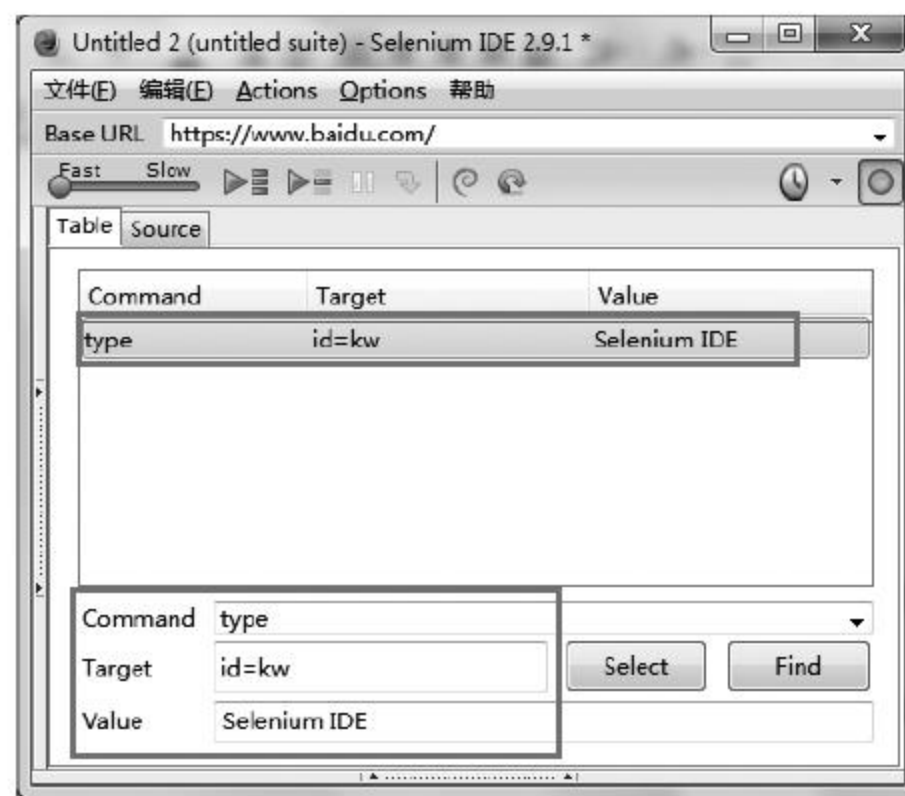 Untitled 2 (untitled suite) - Selenium IDE 2.9.1 *
文件(F) 编辑(E) Actions Options 帮助
Base URL https://www.baidu.com/
Fast Slow
Table Source
Command Target Value
type id=kw Selenium IDE
Command type
Target id=kw Select Find
Value Selenium IDE